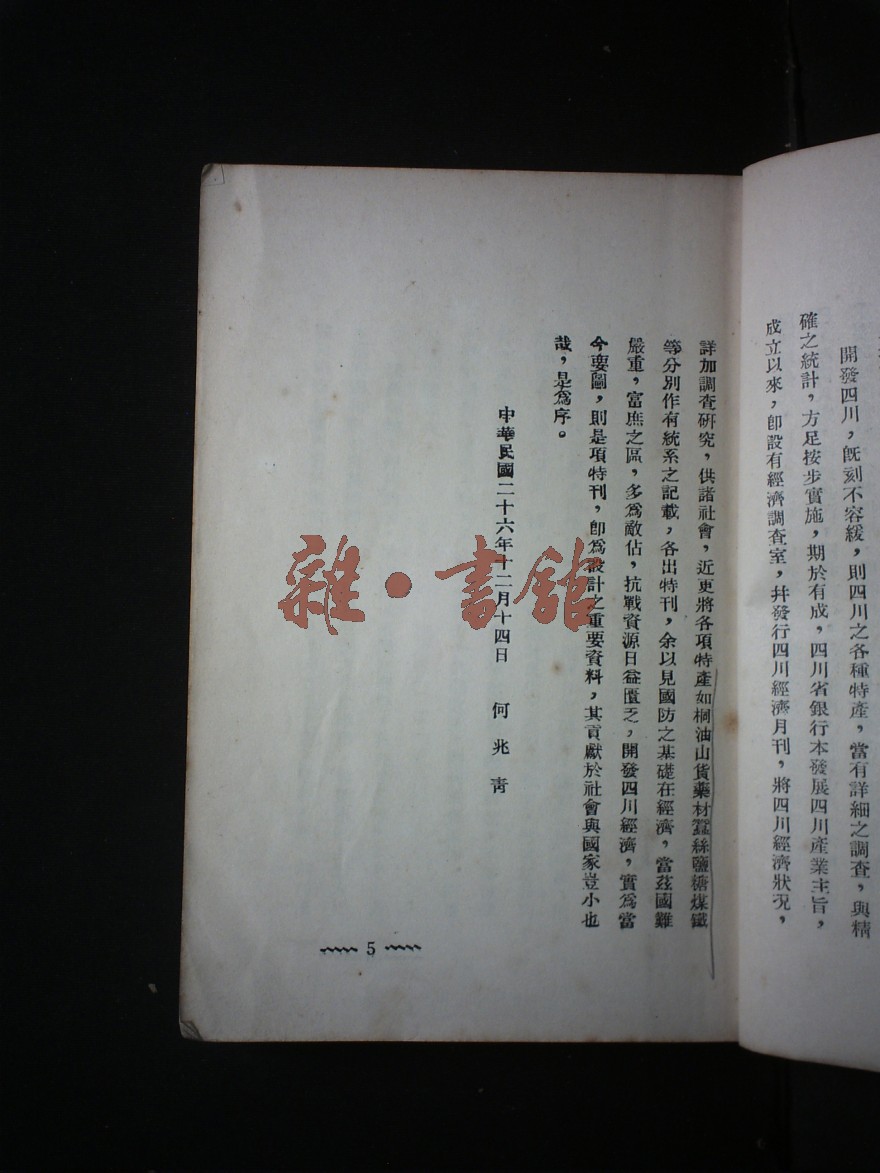 開發四川，旣刻不容緩，則四川之各種特產，當有詳細之調查，與精
確之統計，方足按步實施，期於有成，四川省銀行本發展四川產業主旨，
成立以來，卽設有經濟調查室，幷發行四川經濟月刊，將四川經濟狀況，
詳加調查研究，供諸社會，近更將各項特產如桐油山貨藥材蠶絲鹽糖煤鐵
等分別作有統系之記載，各出特刊，余以見國防之基礎在經濟，當茲國難
嚴重，富庶之區，多爲敵佔，抗戰資源日益匱乏，開發四川經濟，實爲當
今要圖，則是項特刊，卽爲設計之重要資料，其貢獻於社會與國家豈小也
哉，是爲序。
中華民國二十六年十二月十四日　何兆青
5
雜·書館